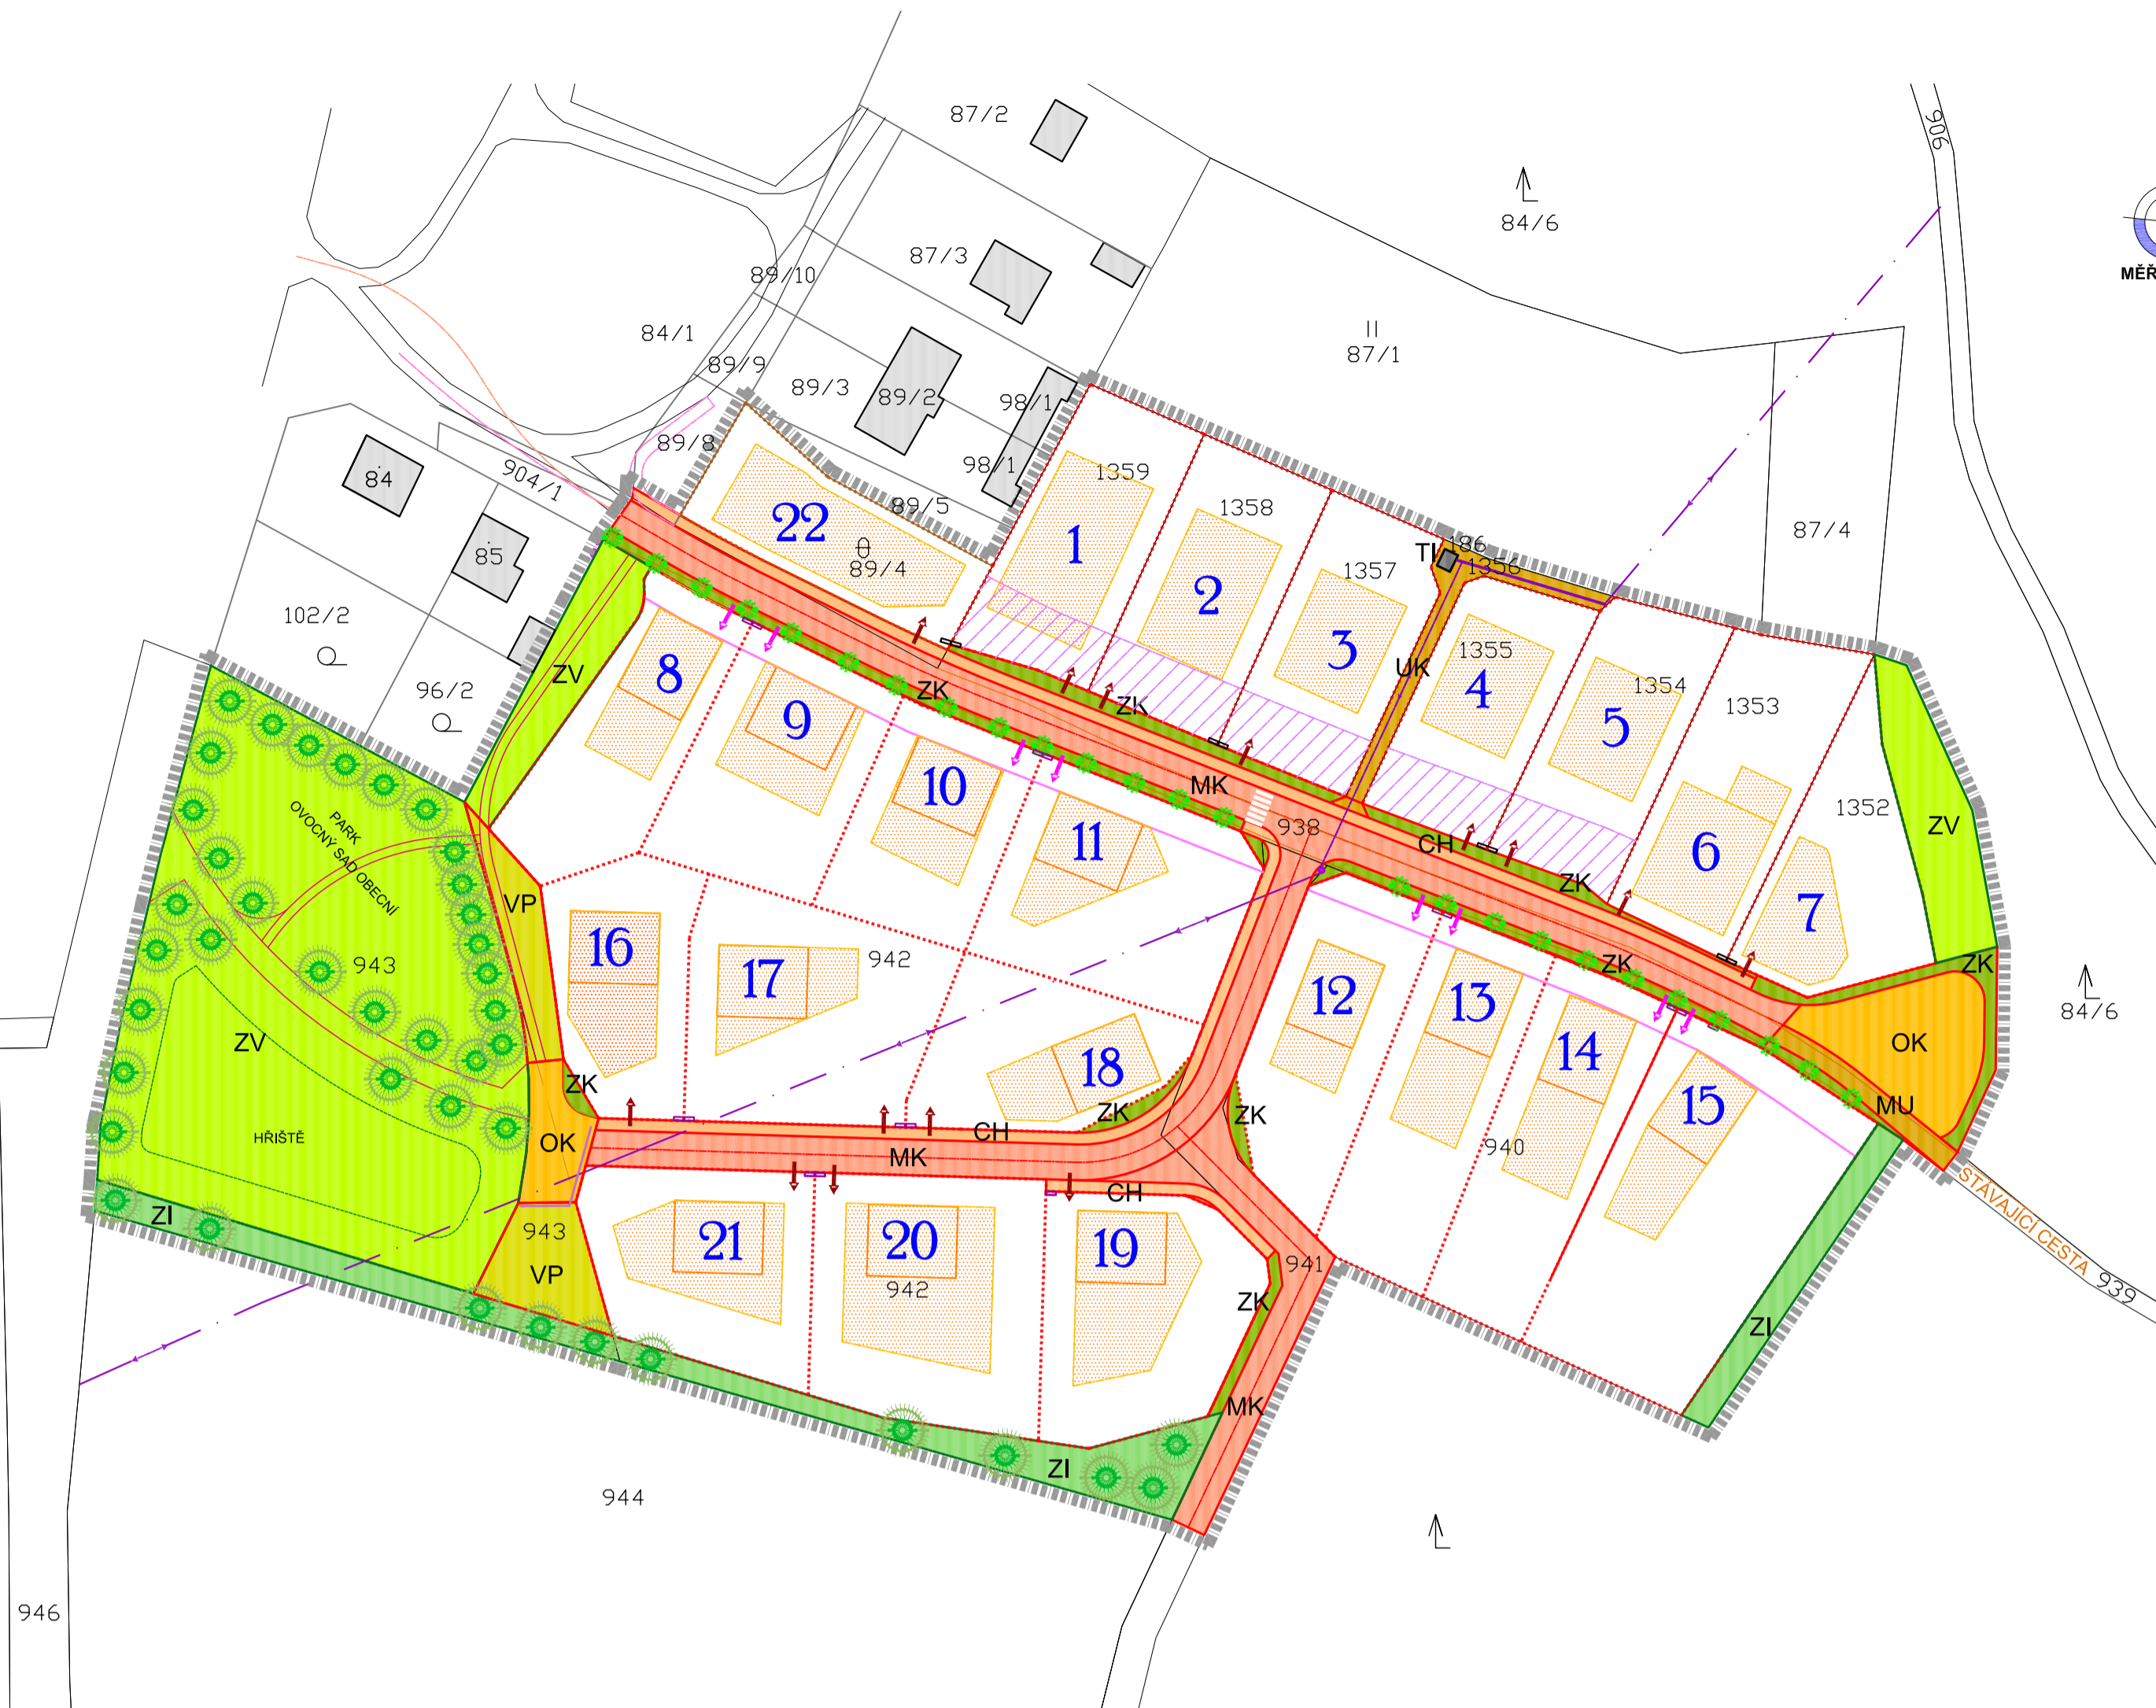 87/2
906
84/6
87/3
89/10
MĚŘ
84/1
87/1
89/9
89/3
89/2
98/1
89/8
98/1
1359
84
904/1
89/5
1358
22
1
87/4
85
89/4
TI
186
1356
1357
2
102/2
3
1355
UK
ZV
8
4
1354
96/2
ZK
9
ZK
5
1353
10
MK
938
1352
PARK
OVOCNÝ SAD OBECNÍ
11
CH
6
ZV
ZK
VP
7
16
17
942
943
ZK
ZK
12
13
84/6
ZV
14
OK
18
ZK
15
MU
ZK
ZK
HŘIŠTĚ
OK
CH
MK
940
STÁVAJÍCÍ CESTA
939
CH
ZI
943
21
20
19
VP
942
941
ZK
ZI
MK
ZI
944
946